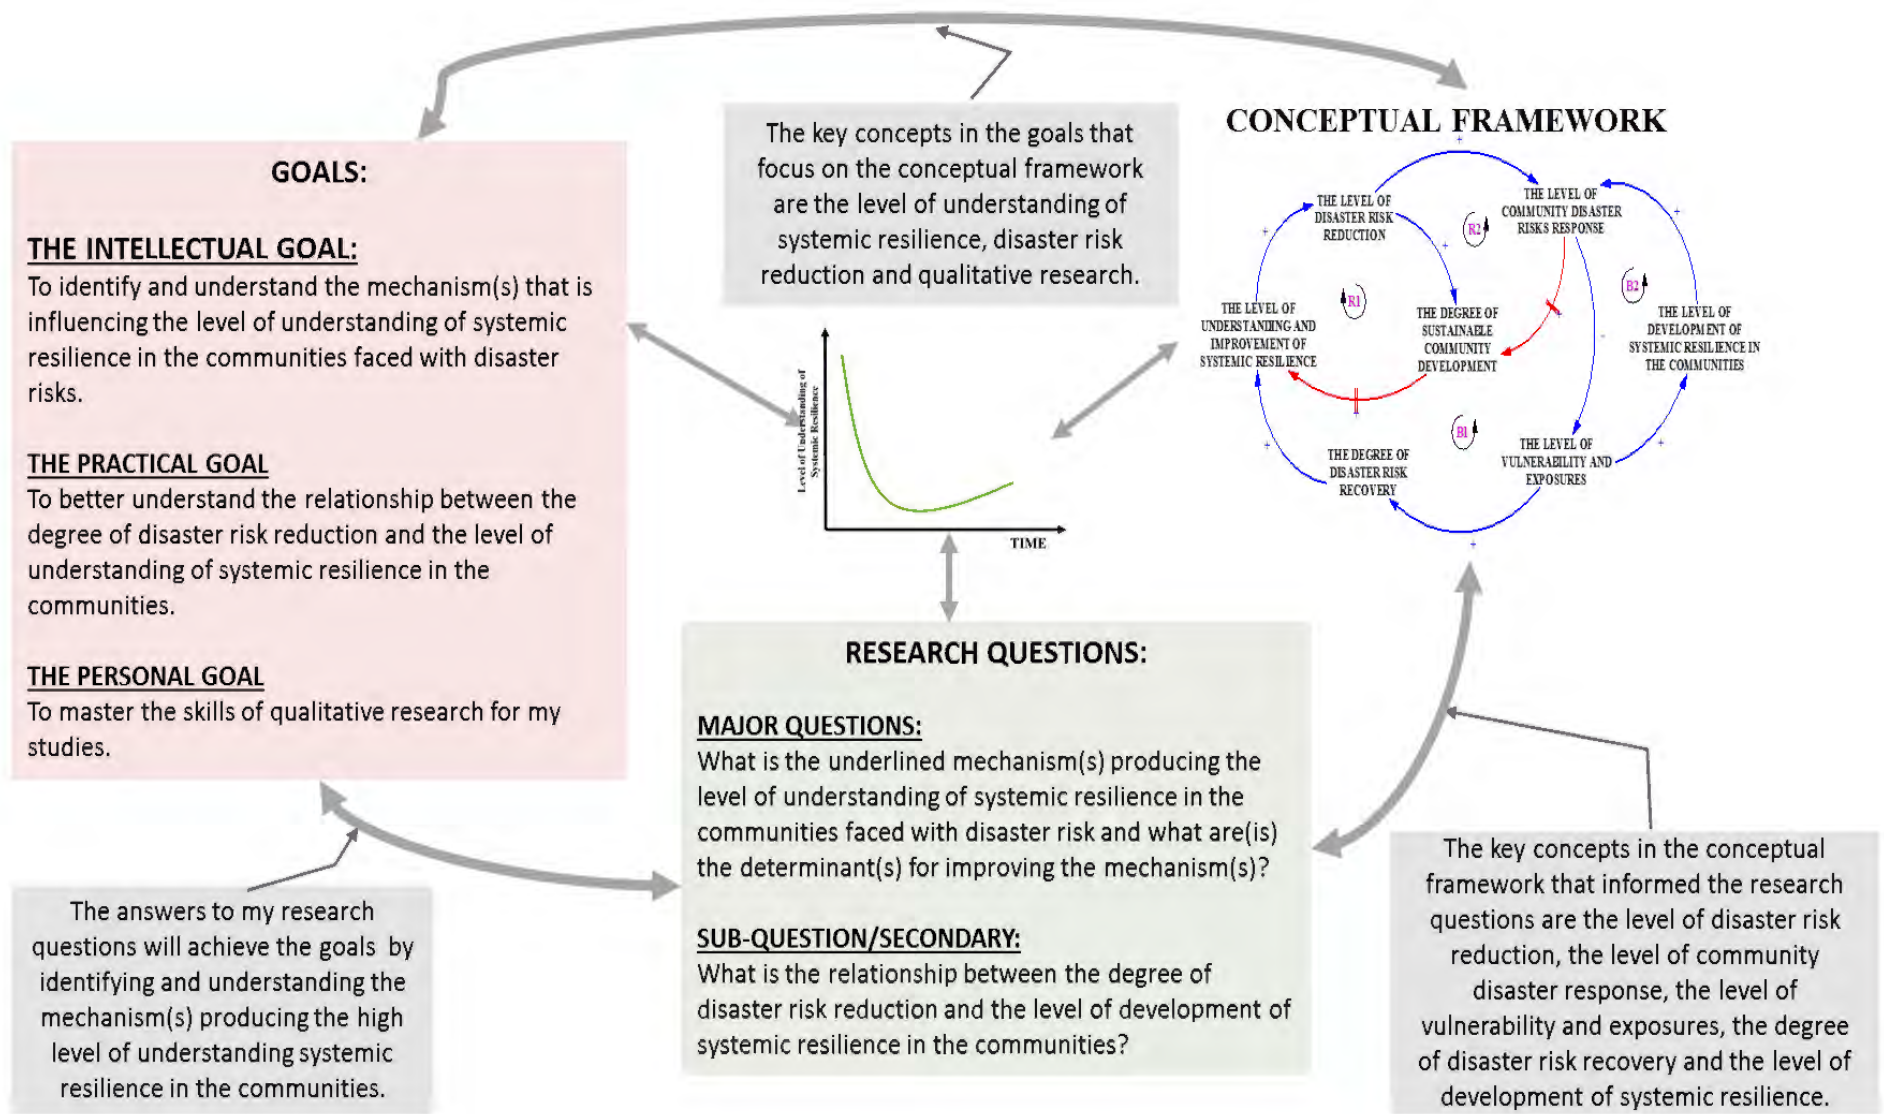 The key concepts in the goals that
focus on the conceptual framework
are the level of understanding of
systemic resilience, disaster risk
reduction and qualitative research.
GOALS:
THE INTELLECTUAL GOAL:
To identify and understand the mechanism(s) that is
influencing the level of understanding of systemic
resilience in the communities faced with disaster
risks.
THE PRACTICAL GOAL
To better understand the relationship between the
degree of disaster risk reduction and the level of
understanding of systemic resilience in the
communities.
THE PERSONAL GOAL
To master the skills of qualitative research for my
studies.
Level of Understanding of
Systemic Resilience
TIME
CONCEPTUAL FRAMEWORK
+
THE LEVEL OF
DISASTER RISK
REDUCTION
THE LEVEL OF
COMMUNITY DISASTER
RISKS RESPONSE
+
+
+
R2
R1
B2
THE LEVEL OF
UNDERSTANDING AND
IMPROVEMENT OF
SYSTEMIC RESILIENCE
THE DEGREE OF
SUSTAINABLE
COMMUNITY
DEVELOPMENT
+
-
THE LEVEL OF
DEVELOPMENT OF
SYSTEMIC RESILIENCE IN
THE COMMUNITIES
+
B1
+
THE DEGREE OF
DISASTER RISK
RECOVERY
THE LEVEL OF
VULNERABILITY AND
EXPOSURES
+
+
RESEARCH QUESTIONS:
MAJOR QUESTIONS:
What is the underlined mechanism(s) producing the
level of understanding of systemic resilience in the
communities faced with disaster risk and what are(is)
the determinant(s) for improving the mechanism(s)?
SUB-QUESTION/SECONDARY:
What is the relationship between the degree of
disaster risk reduction and the level of development of
systemic resilience in the communities?
The answers to my research
questions will achieve the goals by
identifying and understanding the
mechanism(s) producing the high
level of understanding systemic
resilience in the communities.
The key concepts in the conceptual
framework that informed the research
questions are the level of disaster risk
reduction, the level of community
disaster response, the level of
vulnerability and exposures, the degree
of disaster risk recovery and the level of
development of systemic resilience.